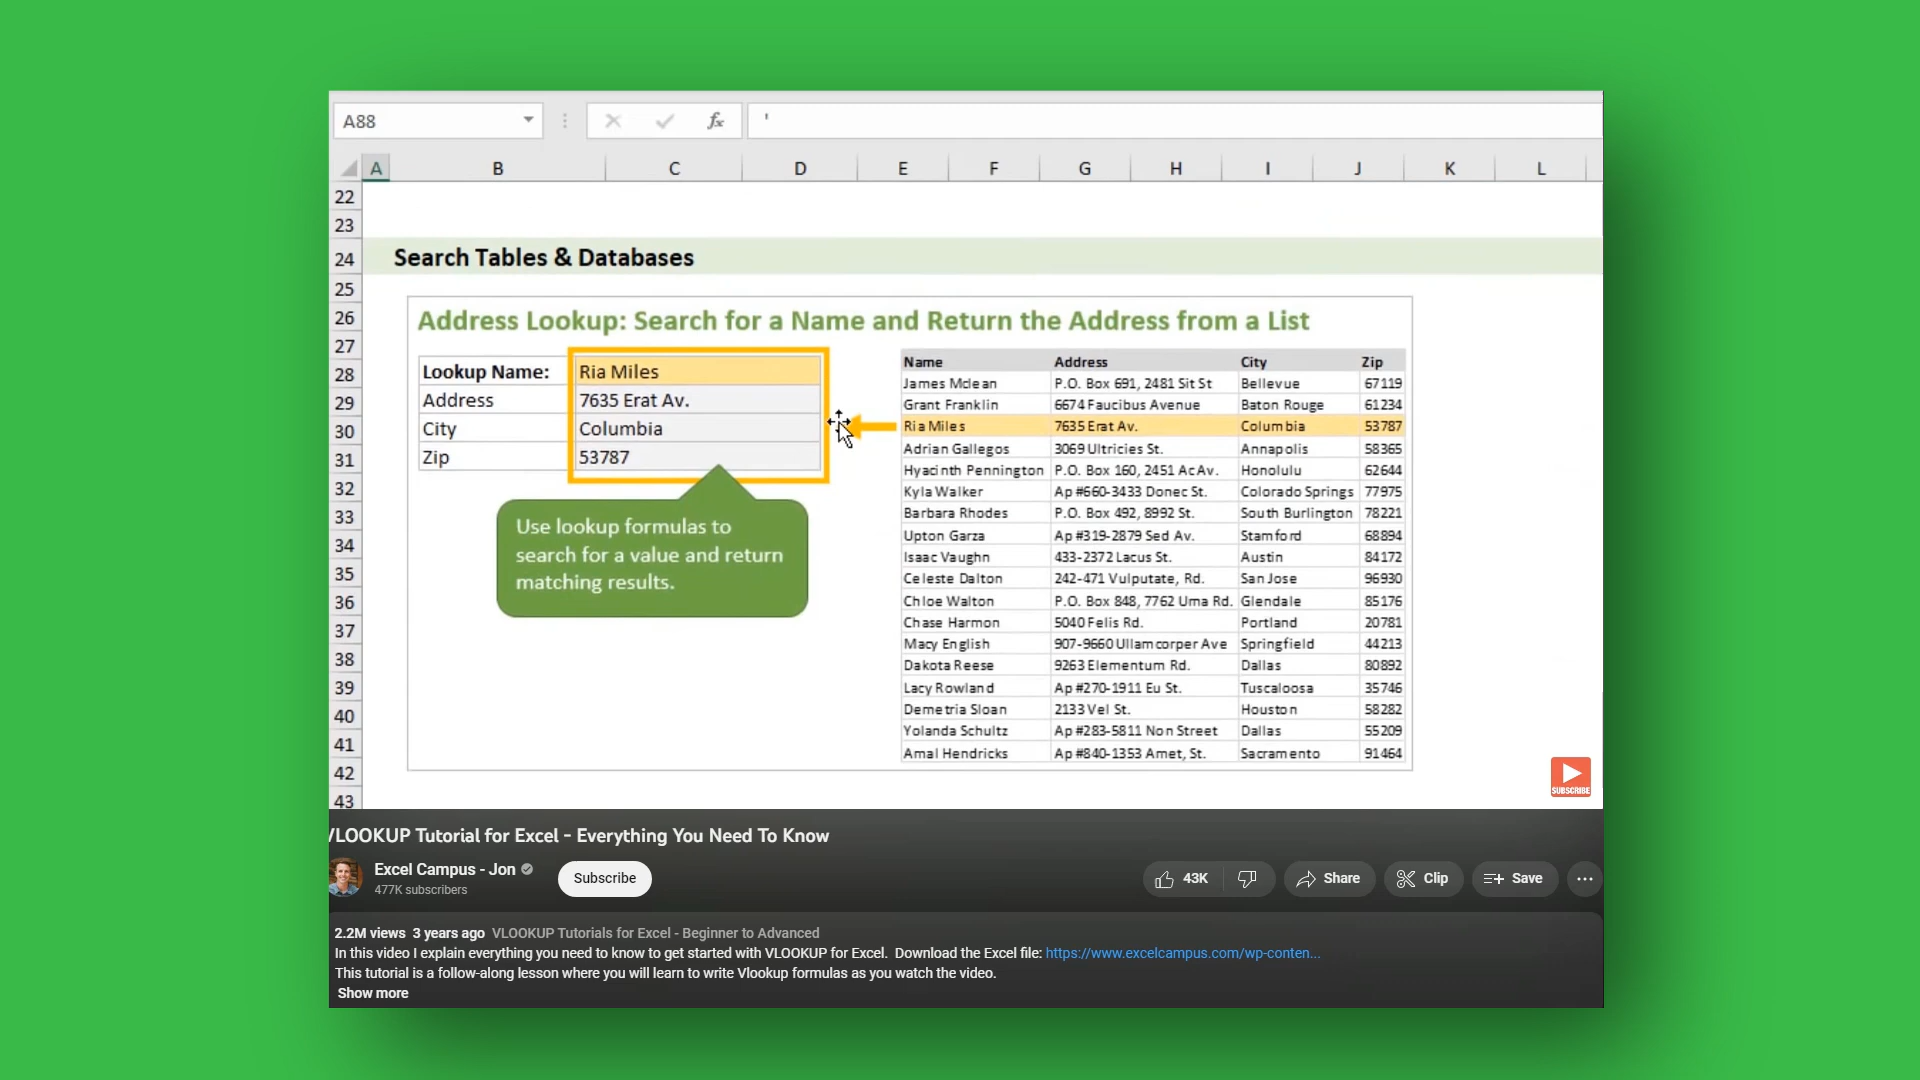 A88
fx '
A B C D E F G H I J K L
22
23
24 Search Tables & Databases
25
26 Address Lookup: Search for a Name and Return the Address from a List
27
28 Lookup Name: Ria Miles
29 Address 7635 Erat Av.
30 City Columbia
31 Zip 53787
32
33
34
35
36
37
38
39
40
41
42
43
Use lookup formulas to
search for a value and return
matching results.
Name Address City Zip
James Mclean P.O. Box 691, 2481 Sit St Bellevue 67119
Grant Franklin 6674 Faucibus Avenue Baton Rouge 61234
Ria Miles 7635 Erat Av. Columbia 53787
Adrian Gallegos 3069 Ultricies St. Annapolis 58365
Hyacinth Pennington P.O. Box 160, 2451 Ac Av. Honolulu 62644
Kyla Walker Ap #660-3433 Donec St. Colorado Springs 77975
Barbara Rhodes P.O. Box 492, 8992 St. South Burlington 78221
Upton Garza Ap #319-2879 Sed Av. Stamford 68894
Isaac Vaughn 433-2372 Lacus St. Austin 84172
Celeste Dalton 242-471 Vulputate, Rd. San Jose 96930
Chloe Walton P.O. Box 848, 7762 Urna Rd. Glendale 85176
Chase Harmon 5040 Felis Rd. Portland 20781
Macy English 907-9660 Ullamcorper Ave Springfield 44213
Dakota Reese 9263 Elementum Rd. Dallas 80892
Lacy Rowland Ap #270-1911 Eu St. Tuscaloosa 35746
Demetria Sloan 2133 Vel St. Houston 58282
Yolanda Schultz Ap #283-5811 Non Street Dallas 55209
Amal Hendricks Ap #840-1353 Amet, St. Sacramento 91464
SUBSCRIBE
VLOOKUP Tutorial for Excel - Everything You Need To Know
Excel Campus - Jon
477K subscribers
Subscribe
43K Share Clip Save ...
2.2M views 3 years ago VLOOKUP Tutorials for Excel - Beginner to Advanced
In this video I explain everything you need to know to get started with VLOOKUP for Excel. Download the Excel file: https://www.excelcampus.com/wp-conten...
This tutorial is a follow-along lesson where you will learn to write Vlookup formulas as you watch the video.
Show more